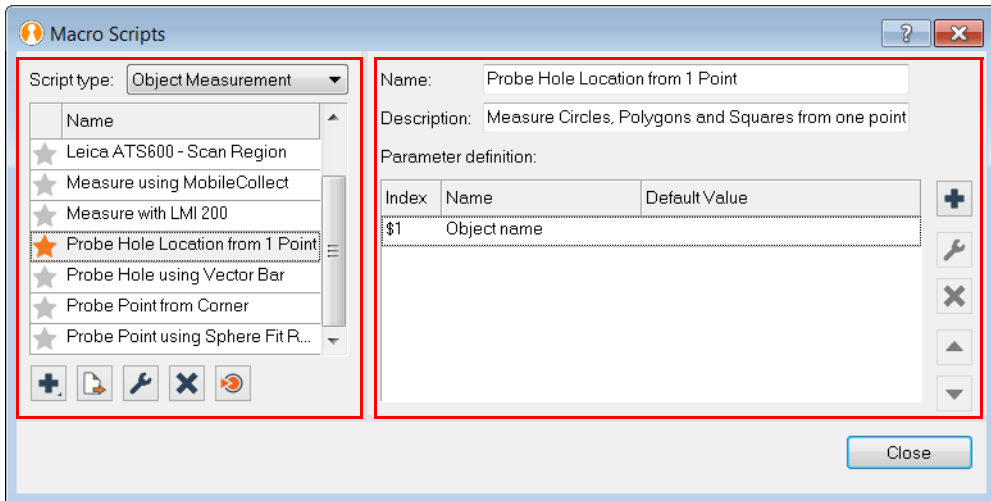 Macro Scripts
Script type: Object Measurement
Name
Leica ATS600 - Scan Region
Measure using MobileCollect
Measure with LMI 200
Probe Hole Location from 1 Point
Probe Hole using Vector Bar
Probe Point from Corner
Probe Point using Sphere Fit R...
Name: Probe Hole Location from 1 Point
Description: Measure Circles, Polygons and Squares from one point
Parameter definition:
Index Name Default Value
$1 Object name
Close